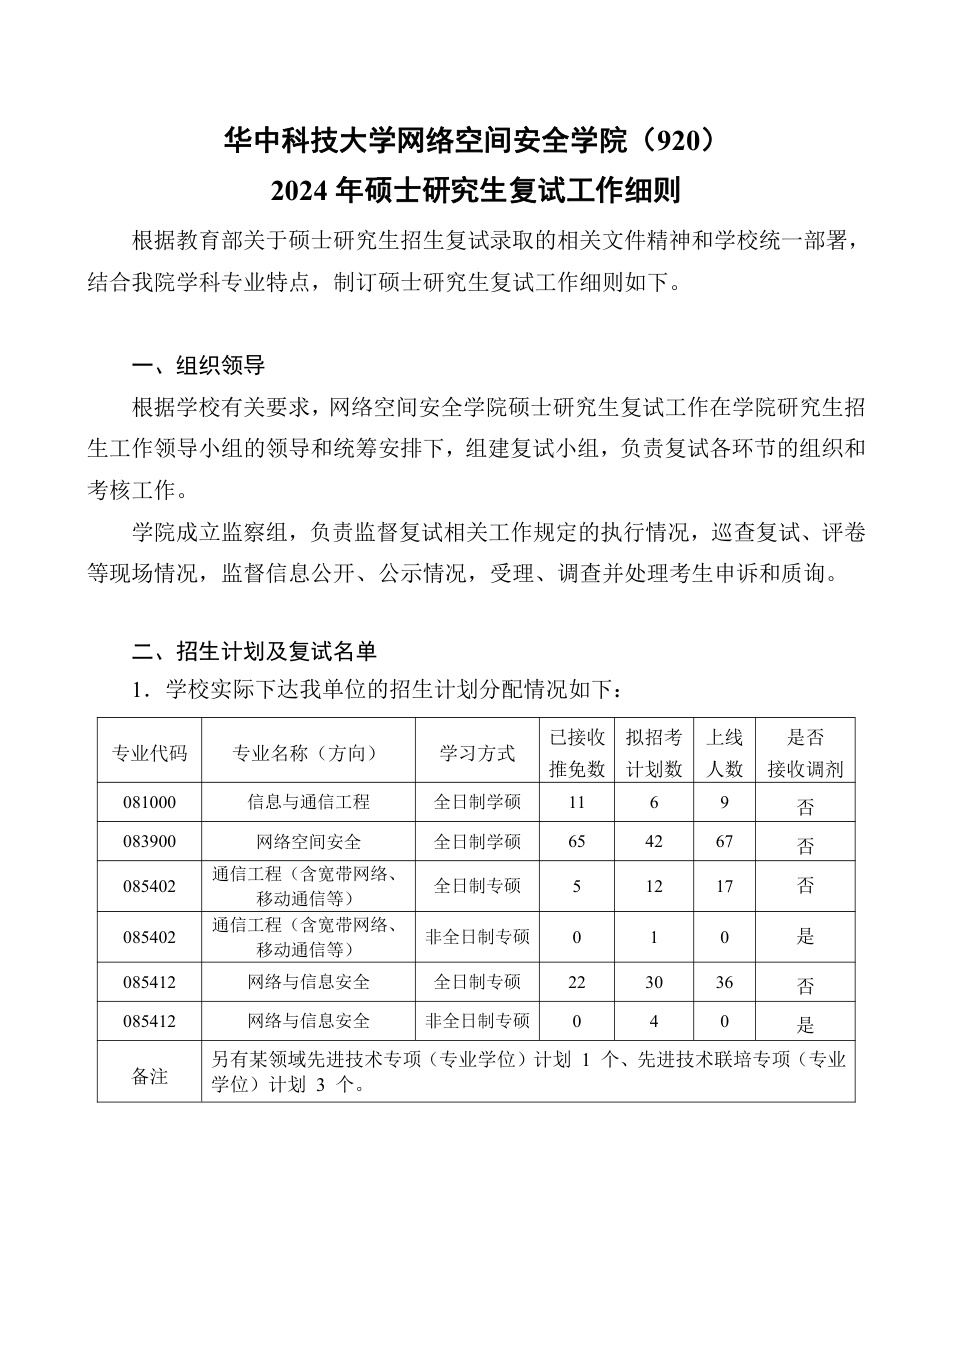 华中科技大学网络空间安全学院（920）
2024 年硕士研究生复试工作细则
根据教育部关于硕士研究生招生复试录取的相关文件精神和学校统一部署，
结合我院学科专业特点，制订硕士研究生复试工作细则如下。
一、组织领导
根据学校有关要求，网络空间安全学院硕士研究生复试工作在学院研究生招
生工作领导小组的领导和统筹安排下，组建复试小组，负责复试各环节的组织和
考核工作。
学院成立监察组，负责监督复试相关工作规定的执行情况，巡查复试、评卷
等现场情况，监督信息公开、公示情况，受理、调查并处理考生申诉和质询。
二、招生计划及复试名单
1．学校实际下达我单位的招生计划分配情况如下：
专业代码 专业名称（方向） 学习方式 已接收推免数 拟招考计划数 上线人数 是否接收调剂
081000 信息与通信工程 全日制学硕 11 6 9 否
083900 网络空间安全 全日制学硕 65 42 67 否
085402 通信工程（含宽带网络、移动通信等） 全日制专硕 5 12 17 否
085402 通信工程（含宽带网络、移动通信等） 非全日制专硕 0 1 0 是
085412 网络与信息安全 全日制专硕 22 30 36 否
085412 网络与信息安全 非全日制专硕 0 4 0 是
备注 另有某领域先进技术专项（专业学位）计划 1 个、先进技术联培专项（专业
学位）计划 3 个。